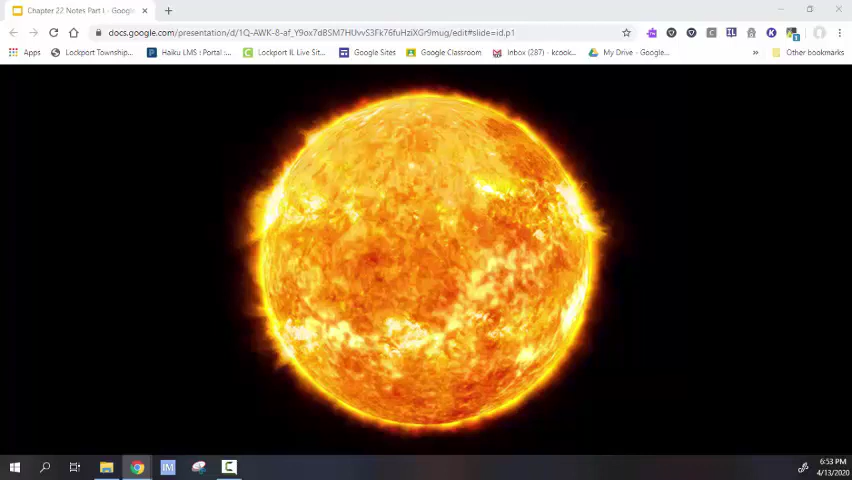 Chapter 22 Notes Part I. - Google
docs.google.com/presentation/d/1Q-AWK-8-af_Y9ox7dBSM7HUvvS3Fk76fuHziXGr9mug/edit#slide=id.p1
Apps Lockport Township... Haiku LMS : Portal :... Lockport IL Live Sit... Google Sites Google Classroom Inbox (287) - kcook... My Drive - Google... Other bookmarks
6:53 PM
4/13/2020